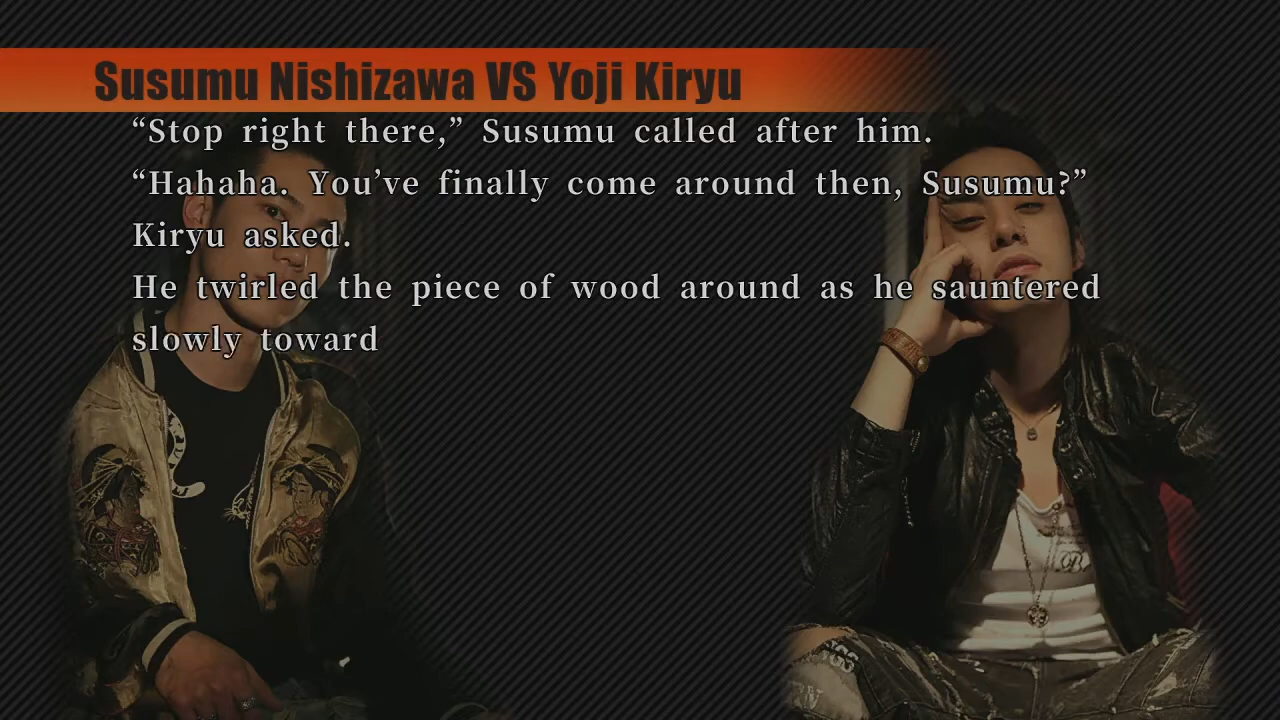 Susumu Nishizawa VS Yoji Kiryu
“Stop right there,” Susumu called after him.
“Hahaha. You’ve finally come around then, Susumu?”
Kiryu asked.
He twirled the piece of wood around as he sauntered
slowly toward